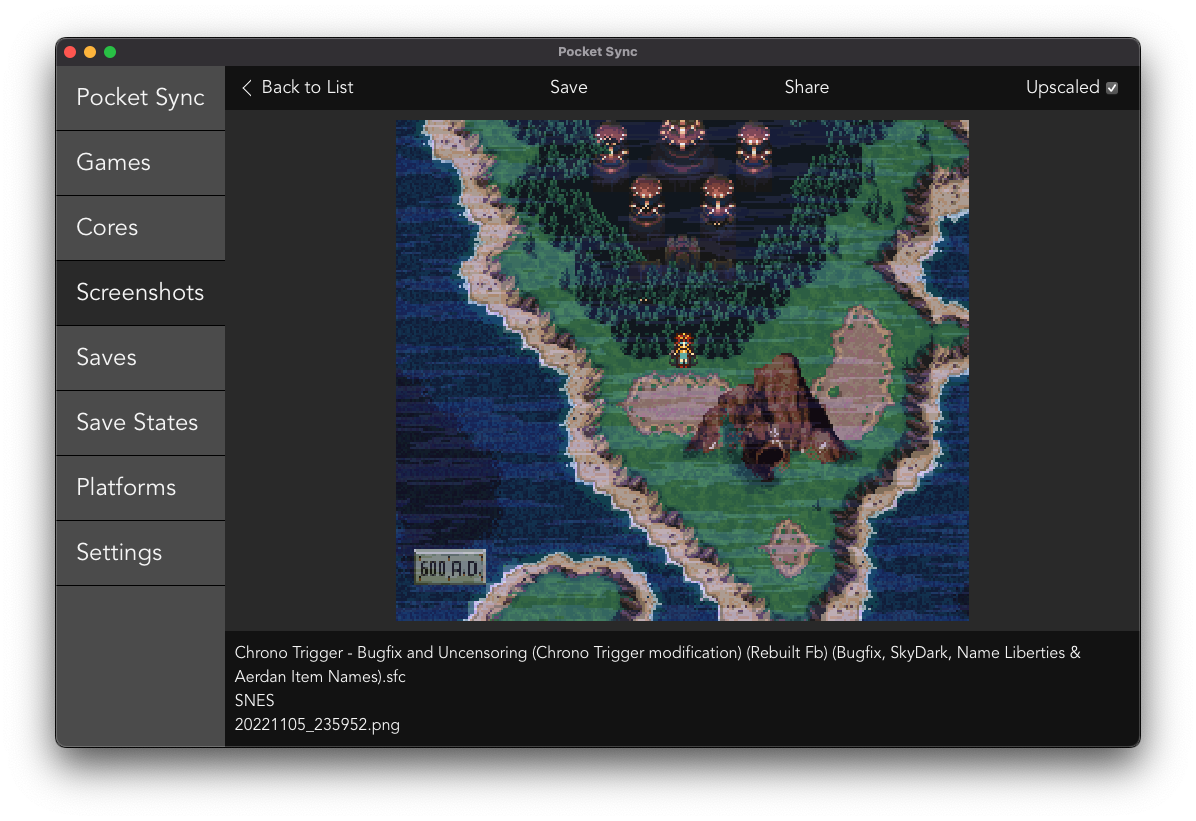 Pocket Sync
Pocket Sync
Games
Cores
Screenshots
Saves
Save States
Platforms
Settings
Back to List
Save
Share
Upscaled
600 A.D.
Chrono Trigger - Bugfix and Uncensoring (Chrono Trigger modification) (Rebuilt Fb) (Bugfix, SkyDark, Name Liberties &
Aerdan Item Names).sfc
SNES
20221105_235952.png